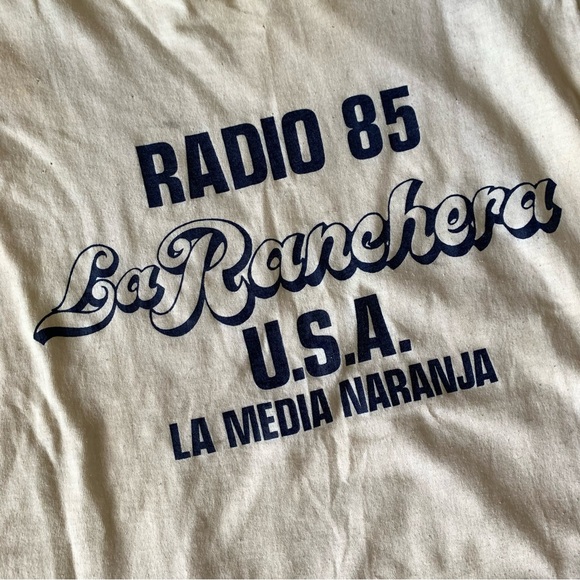 RADIO 85
La Ranchera
U.S.A.
LA MEDIA NARANJA